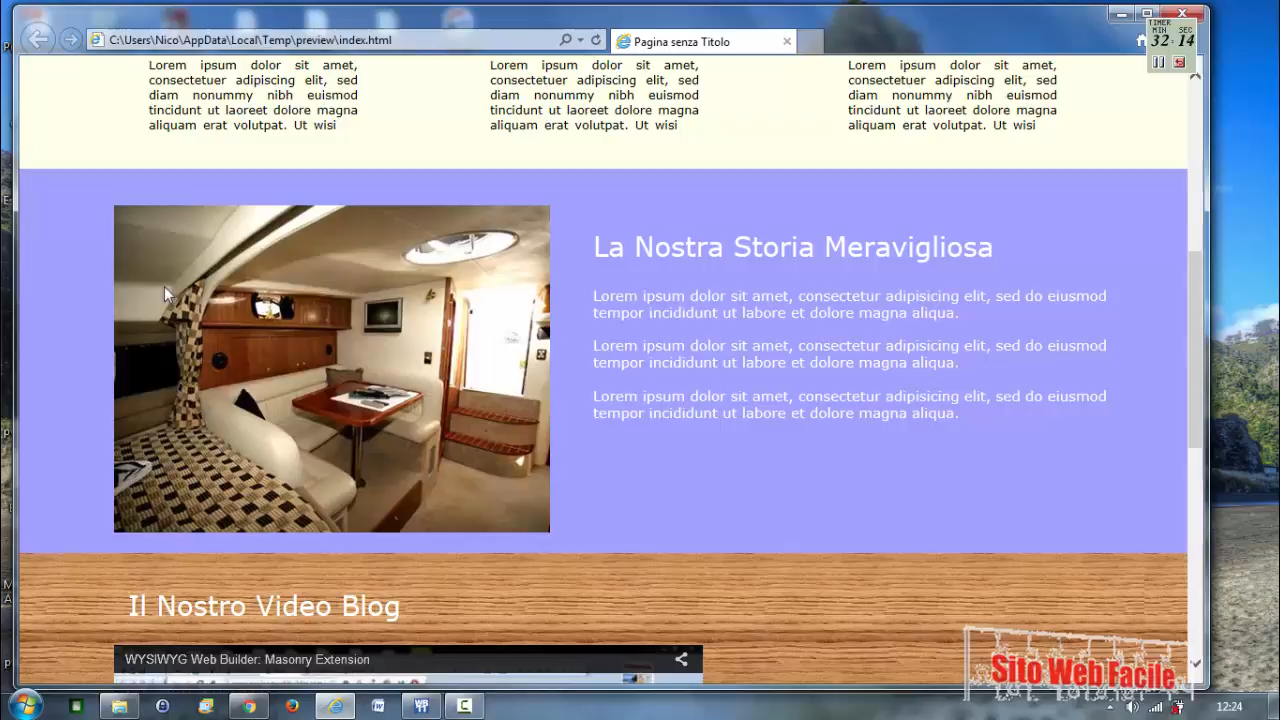 C:\Users\Nico\AppData\Local\Temp\preview\index.html
Pagina senza Titolo
TIMER
MIN SEC
32:14
Lorem ipsum dolor sit amet,
consectetuer adipiscing elit, sed
diam nonummy nibh euismod
tincidunt ut laoreet dolore magna
aliquam erat volutpat. Ut wisi
Lorem ipsum dolor sit amet,
consectetuer adipiscing elit, sed
diam nonummy nibh euismod
tincidunt ut laoreet dolore magna
aliquam erat volutpat. Ut wisi
Lorem ipsum dolor sit amet,
consectetuer adipiscing elit, sed
diam nonummy nibh euismod
tincidunt ut laoreet dolore magna
aliquam erat volutpat. Ut wisi
La Nostra Storia Meravigliosa
Lorem ipsum dolor sit amet, consectetur adipisicing elit, sed do eiusmod
tempor incididunt ut labore et dolore magna aliqua.
Lorem ipsum dolor sit amet, consectetur adipisicing elit, sed do eiusmod
tempor incididunt ut labore et dolore magna aliqua.
Lorem ipsum dolor sit amet, consectetur adipisicing elit, sed do eiusmod
tempor incididunt ut labore et dolore magna aliqua.
Il Nostro Video Blog
WYSIWYG Web Builder: Masonry Extension
Sito Web Facile
12:24